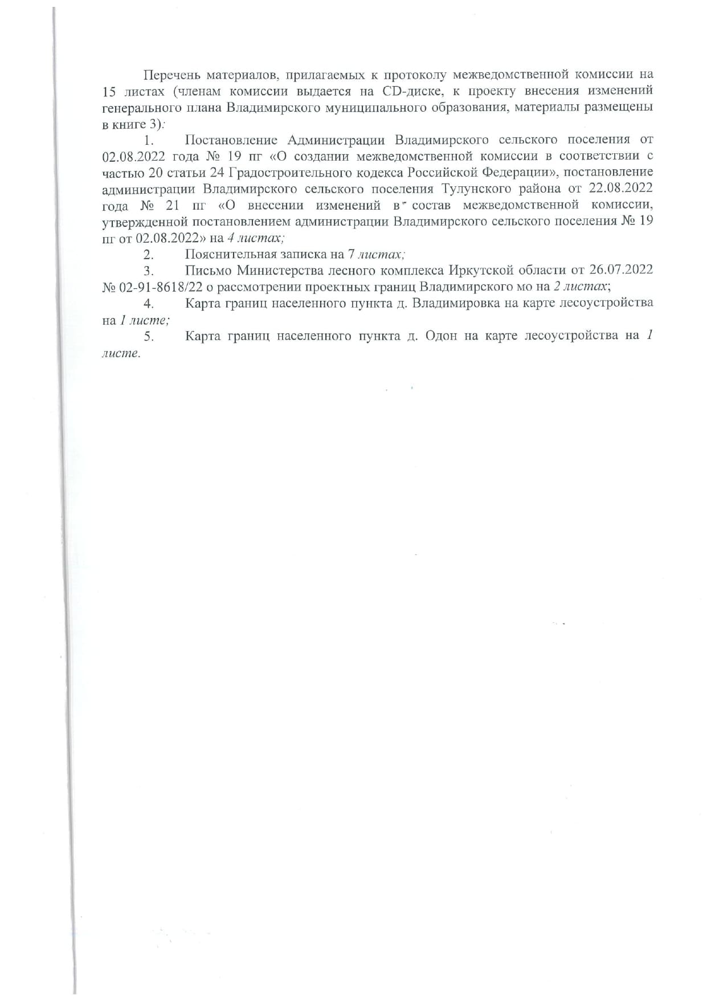 Перечень материалов, прилагаемых к протоколу межведомственной комиссии на
15 листах (членам комиссии выдается на CD-диске, к проекту внесения изменений
генерального плана Владимирского муниципального образования, материалы размещены
в книге 3):
1. Постановление Администрации Владимирского сельского поселения от
02.08.2022 года № 19 пг «О создании межведомственной комиссии в соответствии с
частью 20 статьи 24 Градостроительного кодекса Российской Федерации», постановление
администрации Владимирского сельского поселения Тулунского района от 22.08.2022
года № 21 пг «О внесении изменений в состав межведомственной комиссии,
утвержденной постановлением администрации Владимирского сельского поселения № 19
пг от 02.08.2022» на 4 листах;
2. Пояснительная записка на 7 листах;
3. Письмо Министерства лесного комплекса Иркутской области от 26.07.2022
№ 02-91-8618/22 о рассмотрении проектных границ Владимирского мо на 2 листах;
4. Карта границ населенного пункта д. Владимировка на карте лесоустройства
на 1 листе;
5. Карта границ населенного пункта д. Одон на карте лесоустройства на 1
листе.